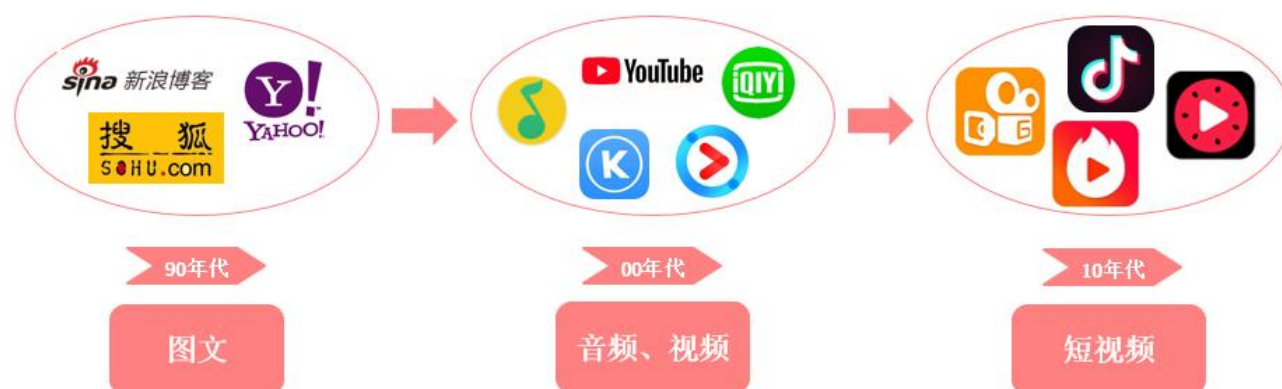 sina 新浪博客
Y!
YAHOO!
搜 狐
SOHU.com
YouTube
iQIYI
K
90年代
00年代
10年代
图文
音频、视频
短视频